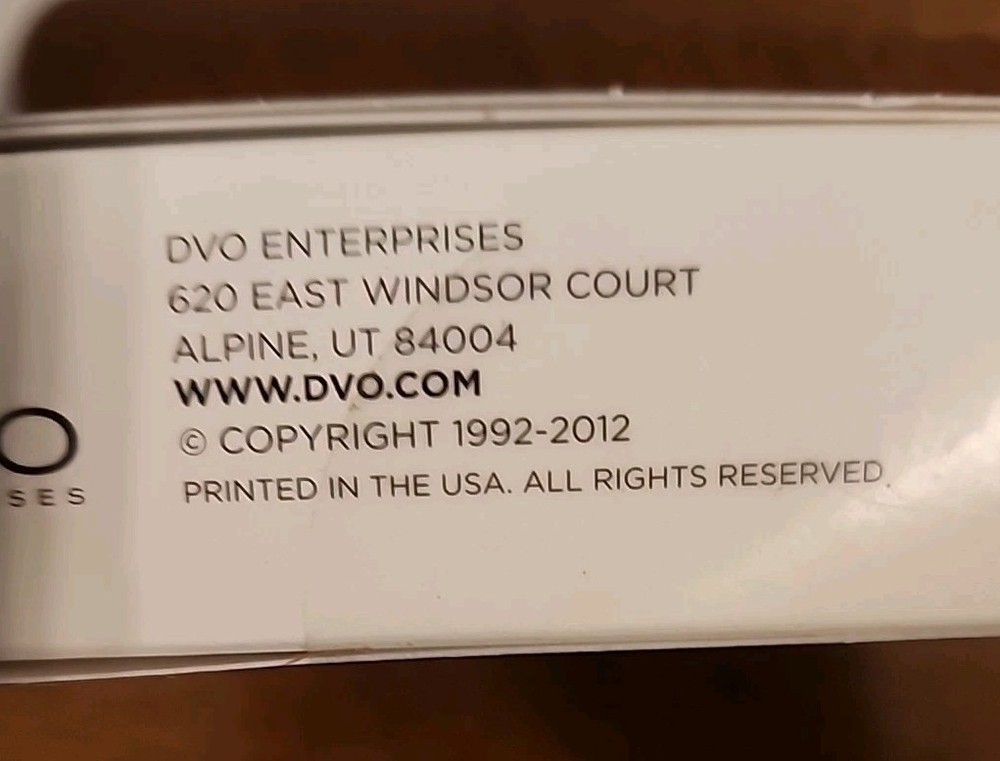 DVO ENTERPRISES
620 EAST WINDSOR COURT
ALPINE, UT 84004
WWW.DVO.COM
© COPYRIGHT 1992-2012
PRINTED IN THE USA. ALL RIGHTS RESERVED.
O
SES